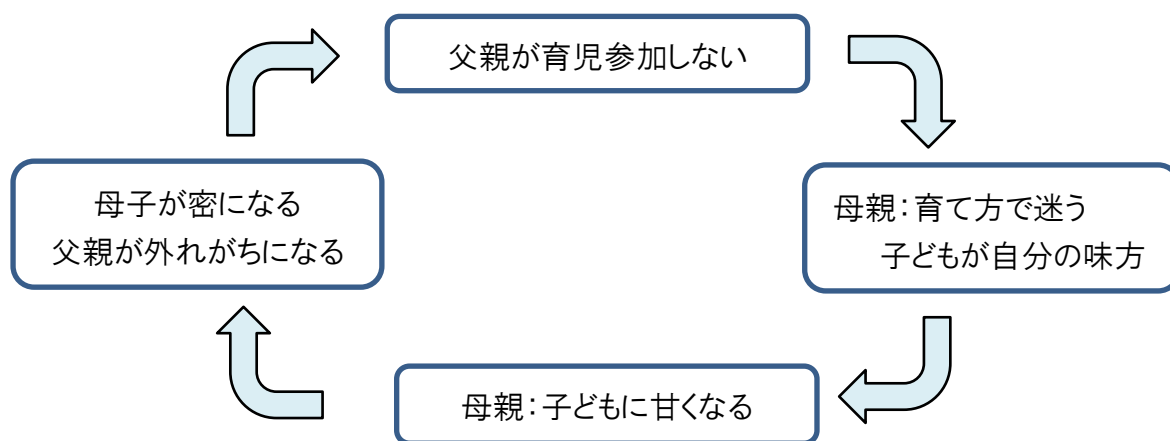 父親が育児参加しない
母子が密になる
父親が外れがちになる
母親：育て方で迷う
子どもが自分の味方
母親：子どもに甘くなる